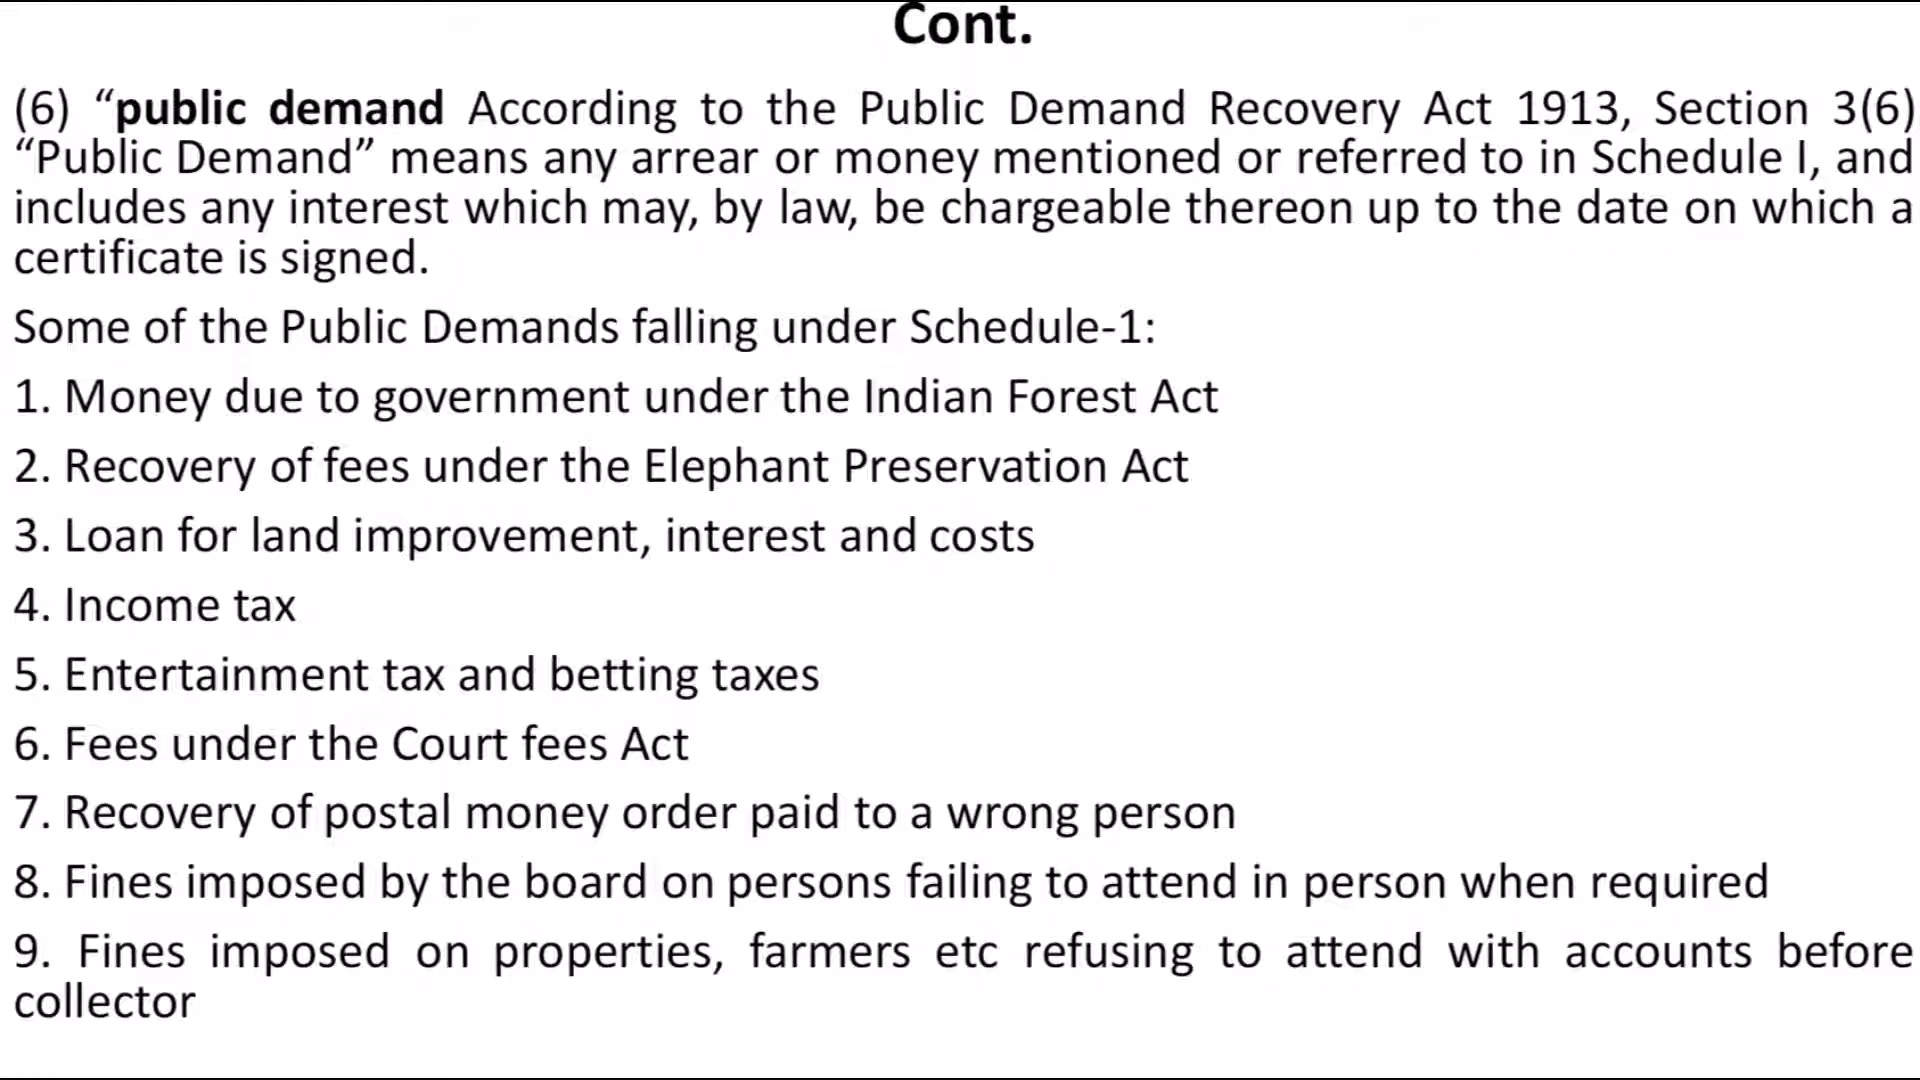 Cont.
(6) “public demand According to the Public Demand Recovery Act 1913, Section 3(6)
“Public Demand” means any arrear or money mentioned or referred to in Schedule I, and
includes any interest which may, by law, be chargeable thereon up to the date on which a
certificate is signed.
Some of the Public Demands falling under Schedule-1:
1. Money due to government under the Indian Forest Act
2. Recovery of fees under the Elephant Preservation Act
3. Loan for land improvement, interest and costs
4. Income tax
5. Entertainment tax and betting taxes
6. Fees under the Court fees Act
7. Recovery of postal money order paid to a wrong person
8. Fines imposed by the board on persons failing to attend in person when required
9. Fines imposed on properties, farmers etc refusing to attend with accounts before
collector